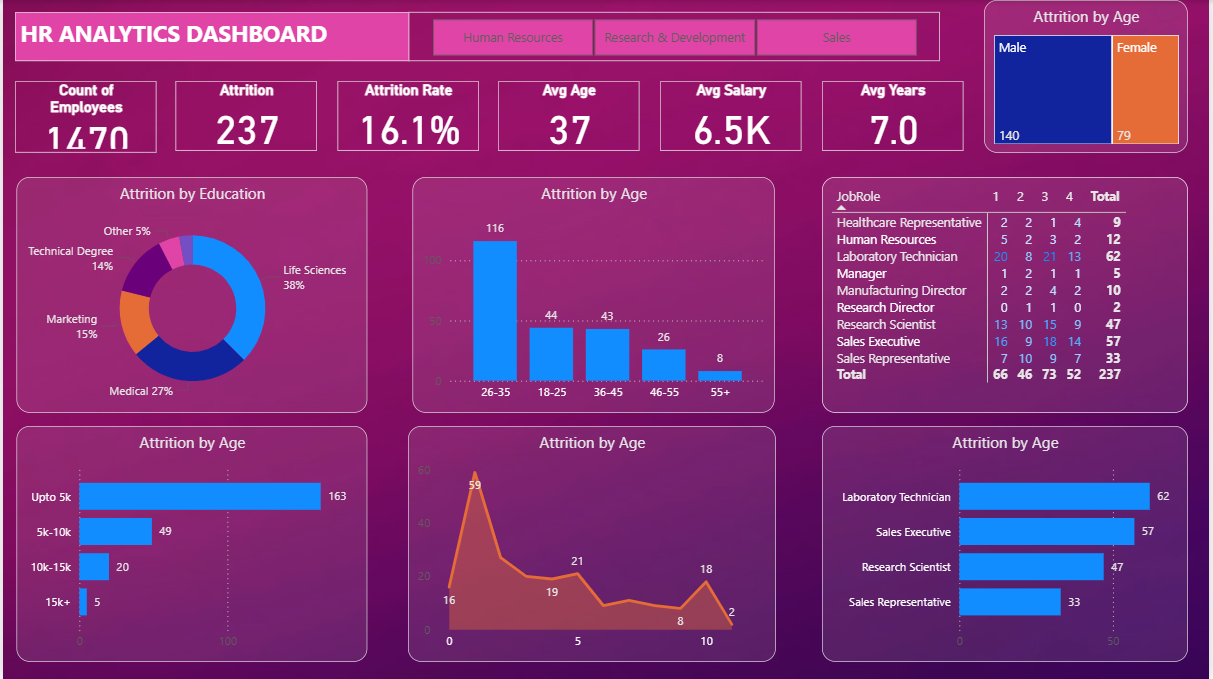 HR ANALYTICS DASHBOARD
Human Resources
Research & Development
Sales
Attrition by Age
Male
Female
140
79
Count of
Employees
1470
Attrition
237
Attrition Rate
16.1%
Avg Age
37
Avg Salary
6.5K
Avg Years
7.0
Attrition by Education
Other 5%
Technical Degree
14%
Life Sciences
38%
Marketing
15%
Medical 27%
Attrition by Age
116
100
50
44
43
26
8
0
26-35 18-25 36-45 46-55 55+
JobRole 1 2 3 4 Total
Healthcare Representative 2 2 1 4 9
Human Resources 5 2 3 2 12
Laboratory Technician 20 8 21 13 62
Manager 1 2 1 1 5
Manufacturing Director 2 2 4 2 10
Research Director 0 1 1 0 2
Research Scientist 13 10 15 9 47
Sales Executive 16 9 18 14 57
Sales Representative 7 10 9 7 33
Total 66 46 73 52 237
Attrition by Age
Upto 5k 163
5k-10k 49
10k-15k 20
15k+ 5
0 100
Attrition by Age
60
59
40
20
21
18
16
19
8
2
0
0 5 10
Attrition by Age
Laboratory Technician 62
Sales Executive 57
Research Scientist 47
Sales Representative 33
0 50